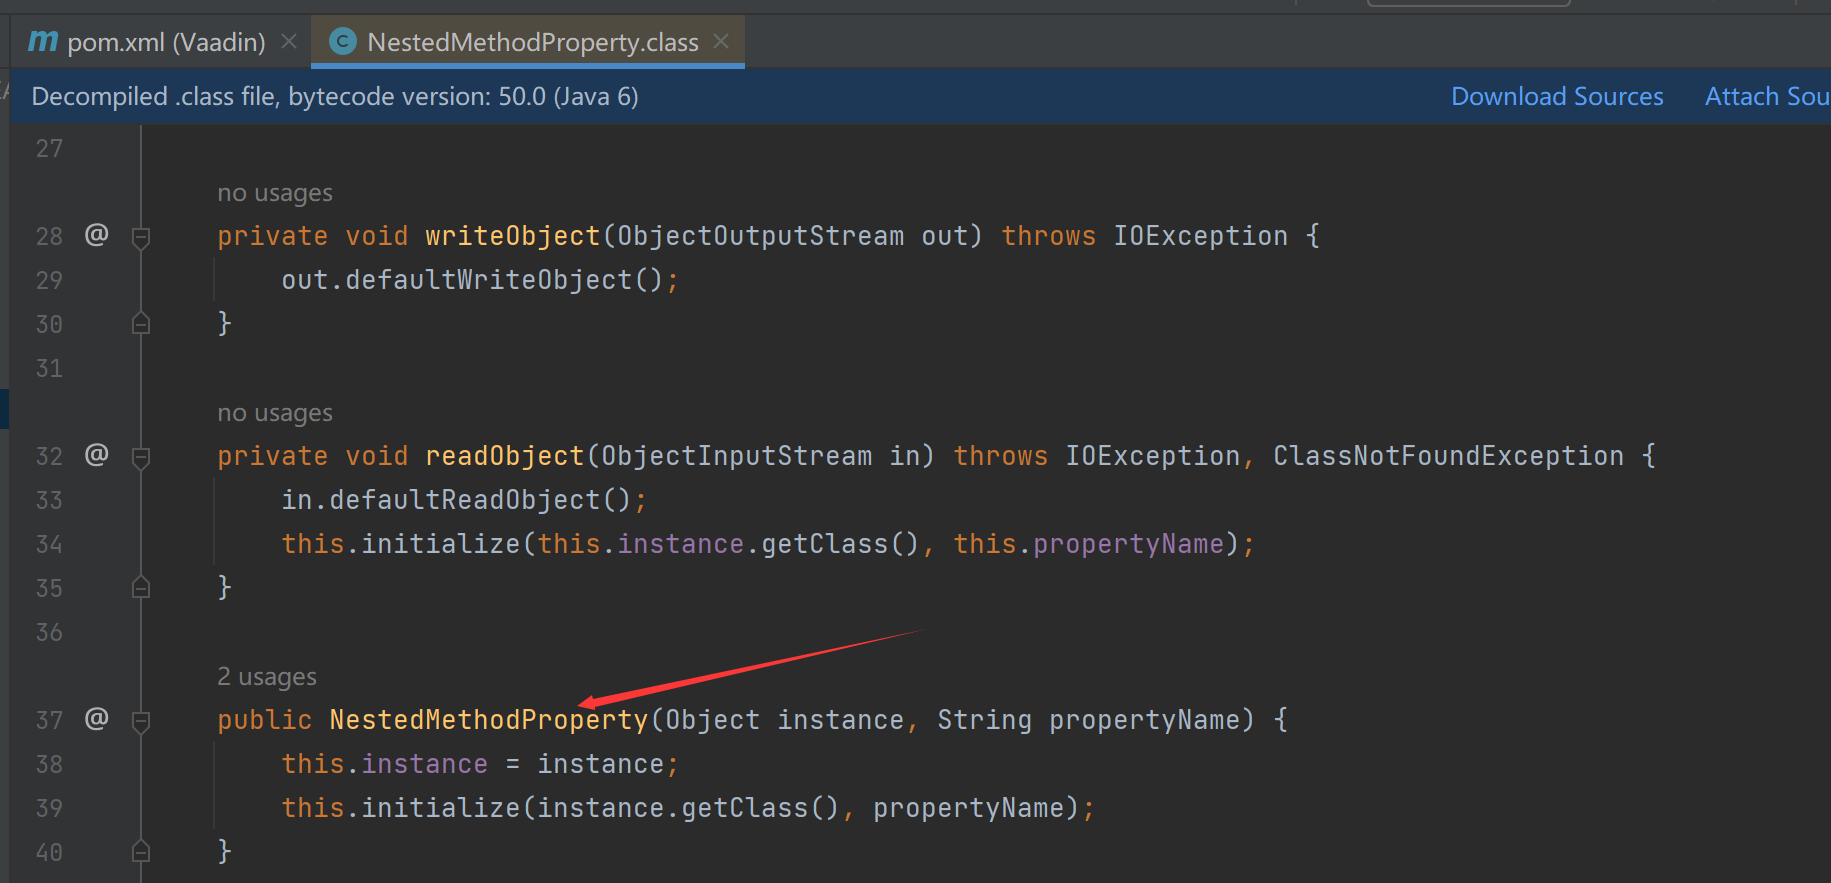 m pom.xml (Vaadin) × C NestedMethodProperty.class ×
Decompiled .class file, bytecode version: 50.0 (Java 6) Download Sources Attach Sou
27
no usages
28 @ private void writeObject(ObjectOutputStream out) throws IOException {
29 out.defaultWriteObject();
30 }
31
no usages
32 @ private void readObject(ObjectInputStream in) throws IOException, ClassNotFoundException {
33 in.defaultReadObject();
34 this.initialize(this.instance.getClass(), this.propertyName);
35 }
36
2 usages
37 @ public NestedMethodProperty(Object instance, String propertyName) {
38 this.instance = instance;
39 this.initialize(instance.getClass(), propertyName);
40 }